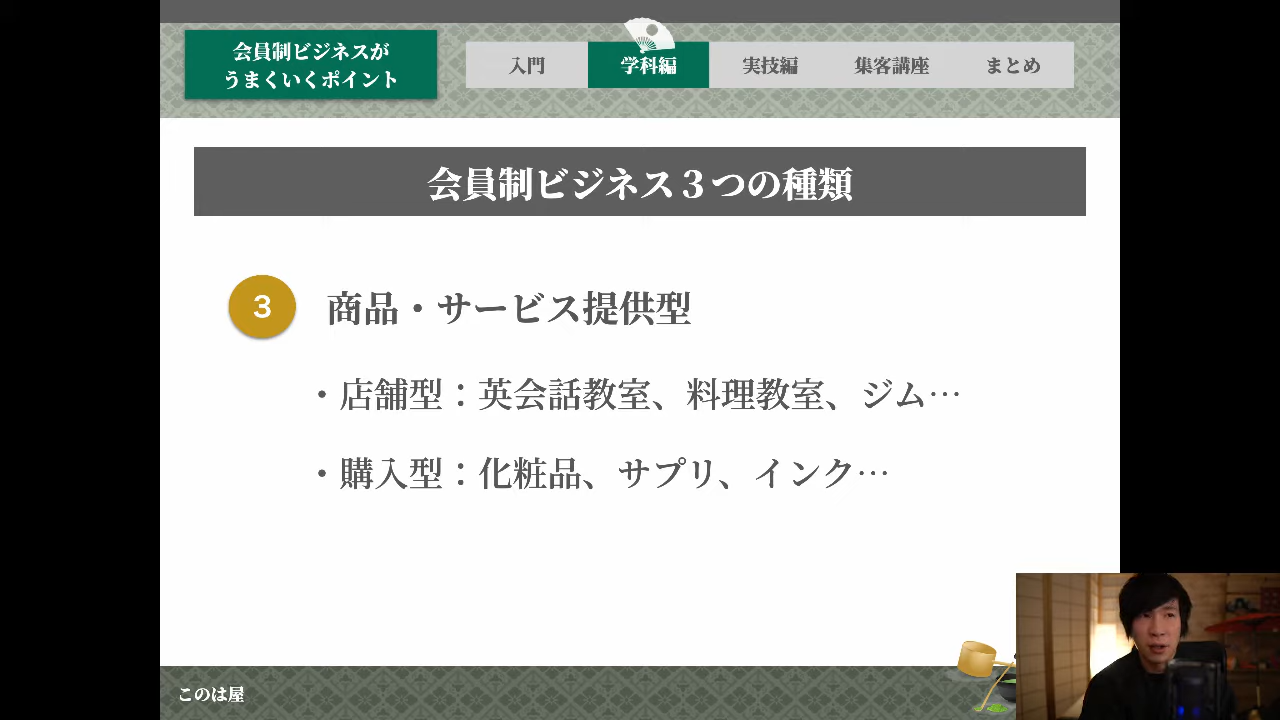 会員制ビジネスが
うまくいくポイント
入門
学科編
実技編
集客講座
まとめ
会員制ビジネス３つの種類
3 商品・サービス提供型
・店舗型：英会話教室、料理教室、ジム…
・購入型：化粧品、サプリ、インク…
このは屋